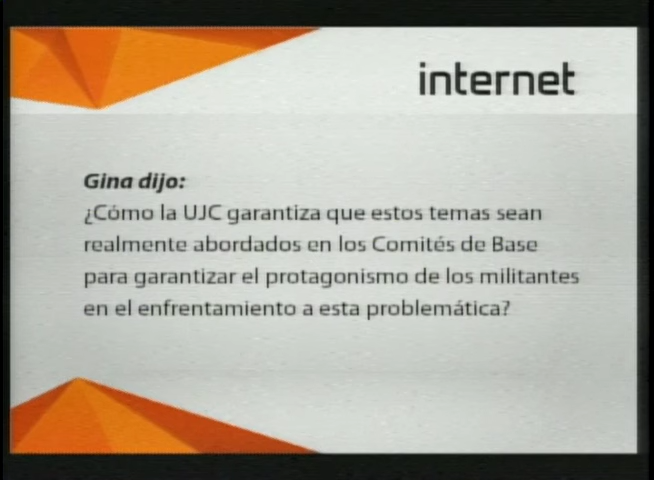 internet
Gina dijo:
¿Cómo la UJC garantiza que estos temas sean
realmente abordados en los Comités de Base
para garantizar el protagonismo de los militantes
en el enfrentamiento a esta problemática?